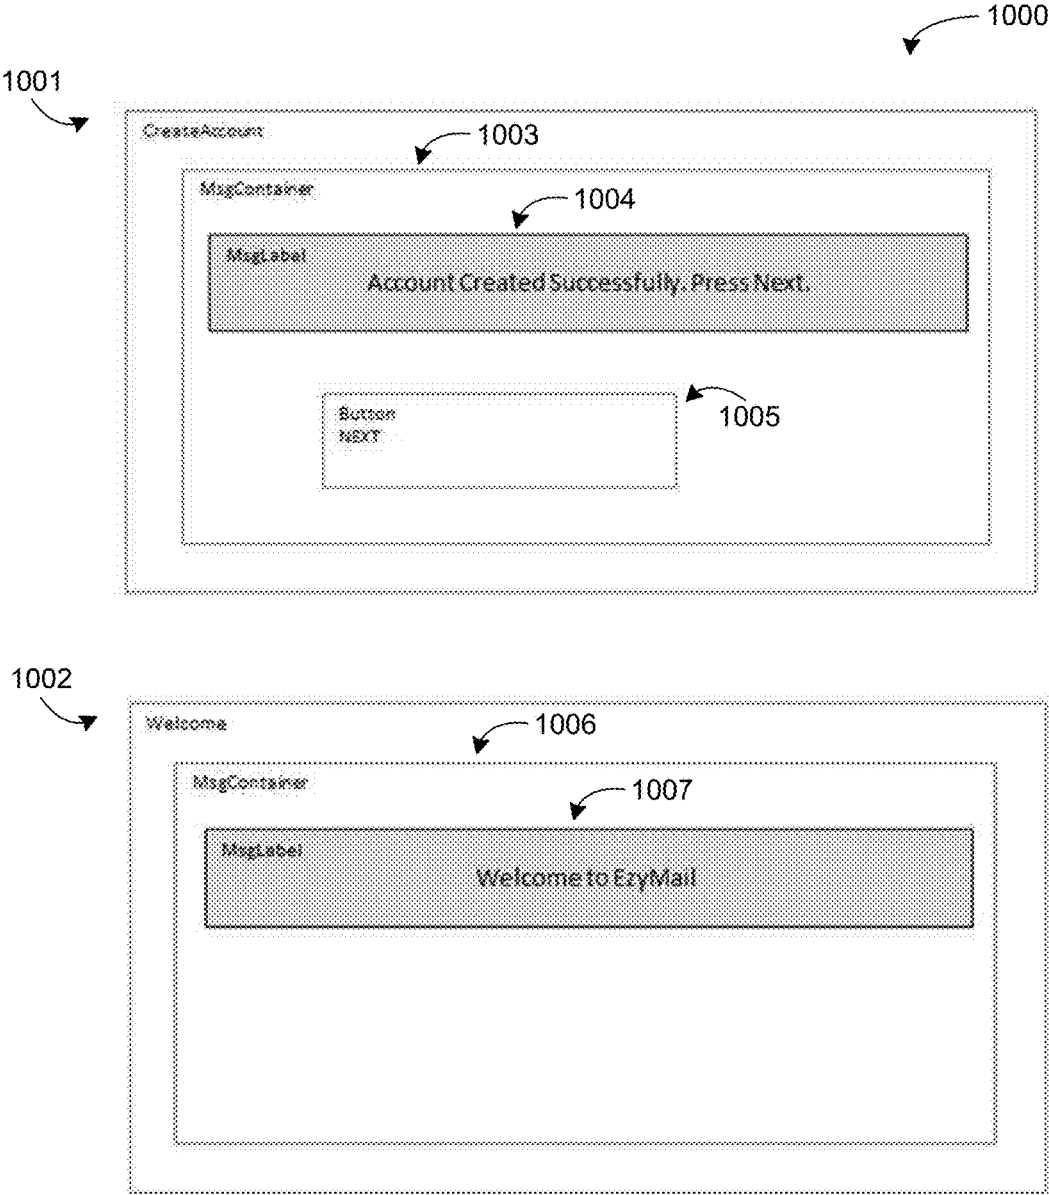 1000
1001
CreateAccount
1003
MsgContainer
1004
MsgLabel
Account Created Successfully. Press Next.
1005
Button
NEXT
1002
Welcome
1006
MsgContainer
1007
MsgLabel
Welcome to EzyMail